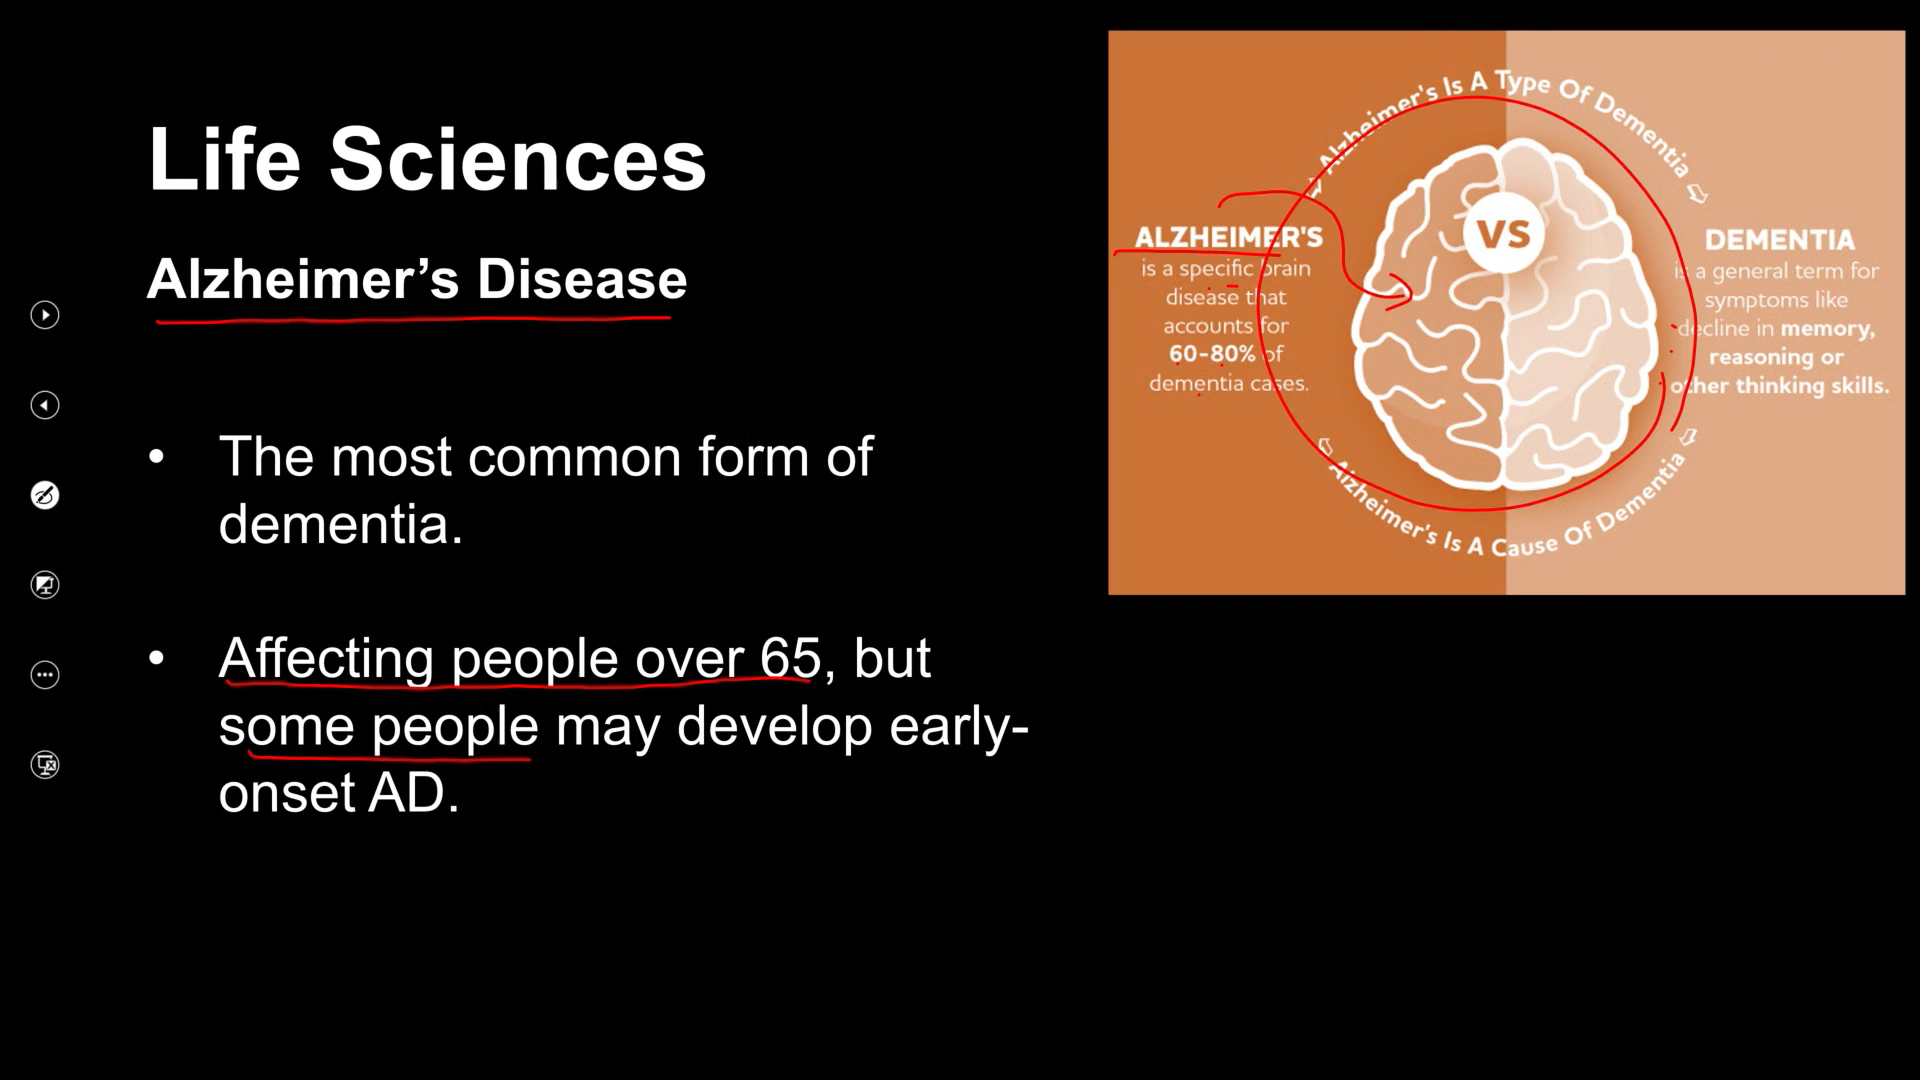 Life Sciences
Alzheimer’s Disease
• The most common form of
dementia.
• Affecting people over 65, but
some people may develop early-
onset AD.
Alzheimer's Is A Type Of Dementia
VS
ALZHEIMER'S
is a specific brain
disease that
accounts for
60-80% of
dementia cases.
DEMENTIA
is a general term for
symptoms like
decline in memory,
reasoning or
other thinking skills.
Alzheimer's Is A Cause Of Dementia